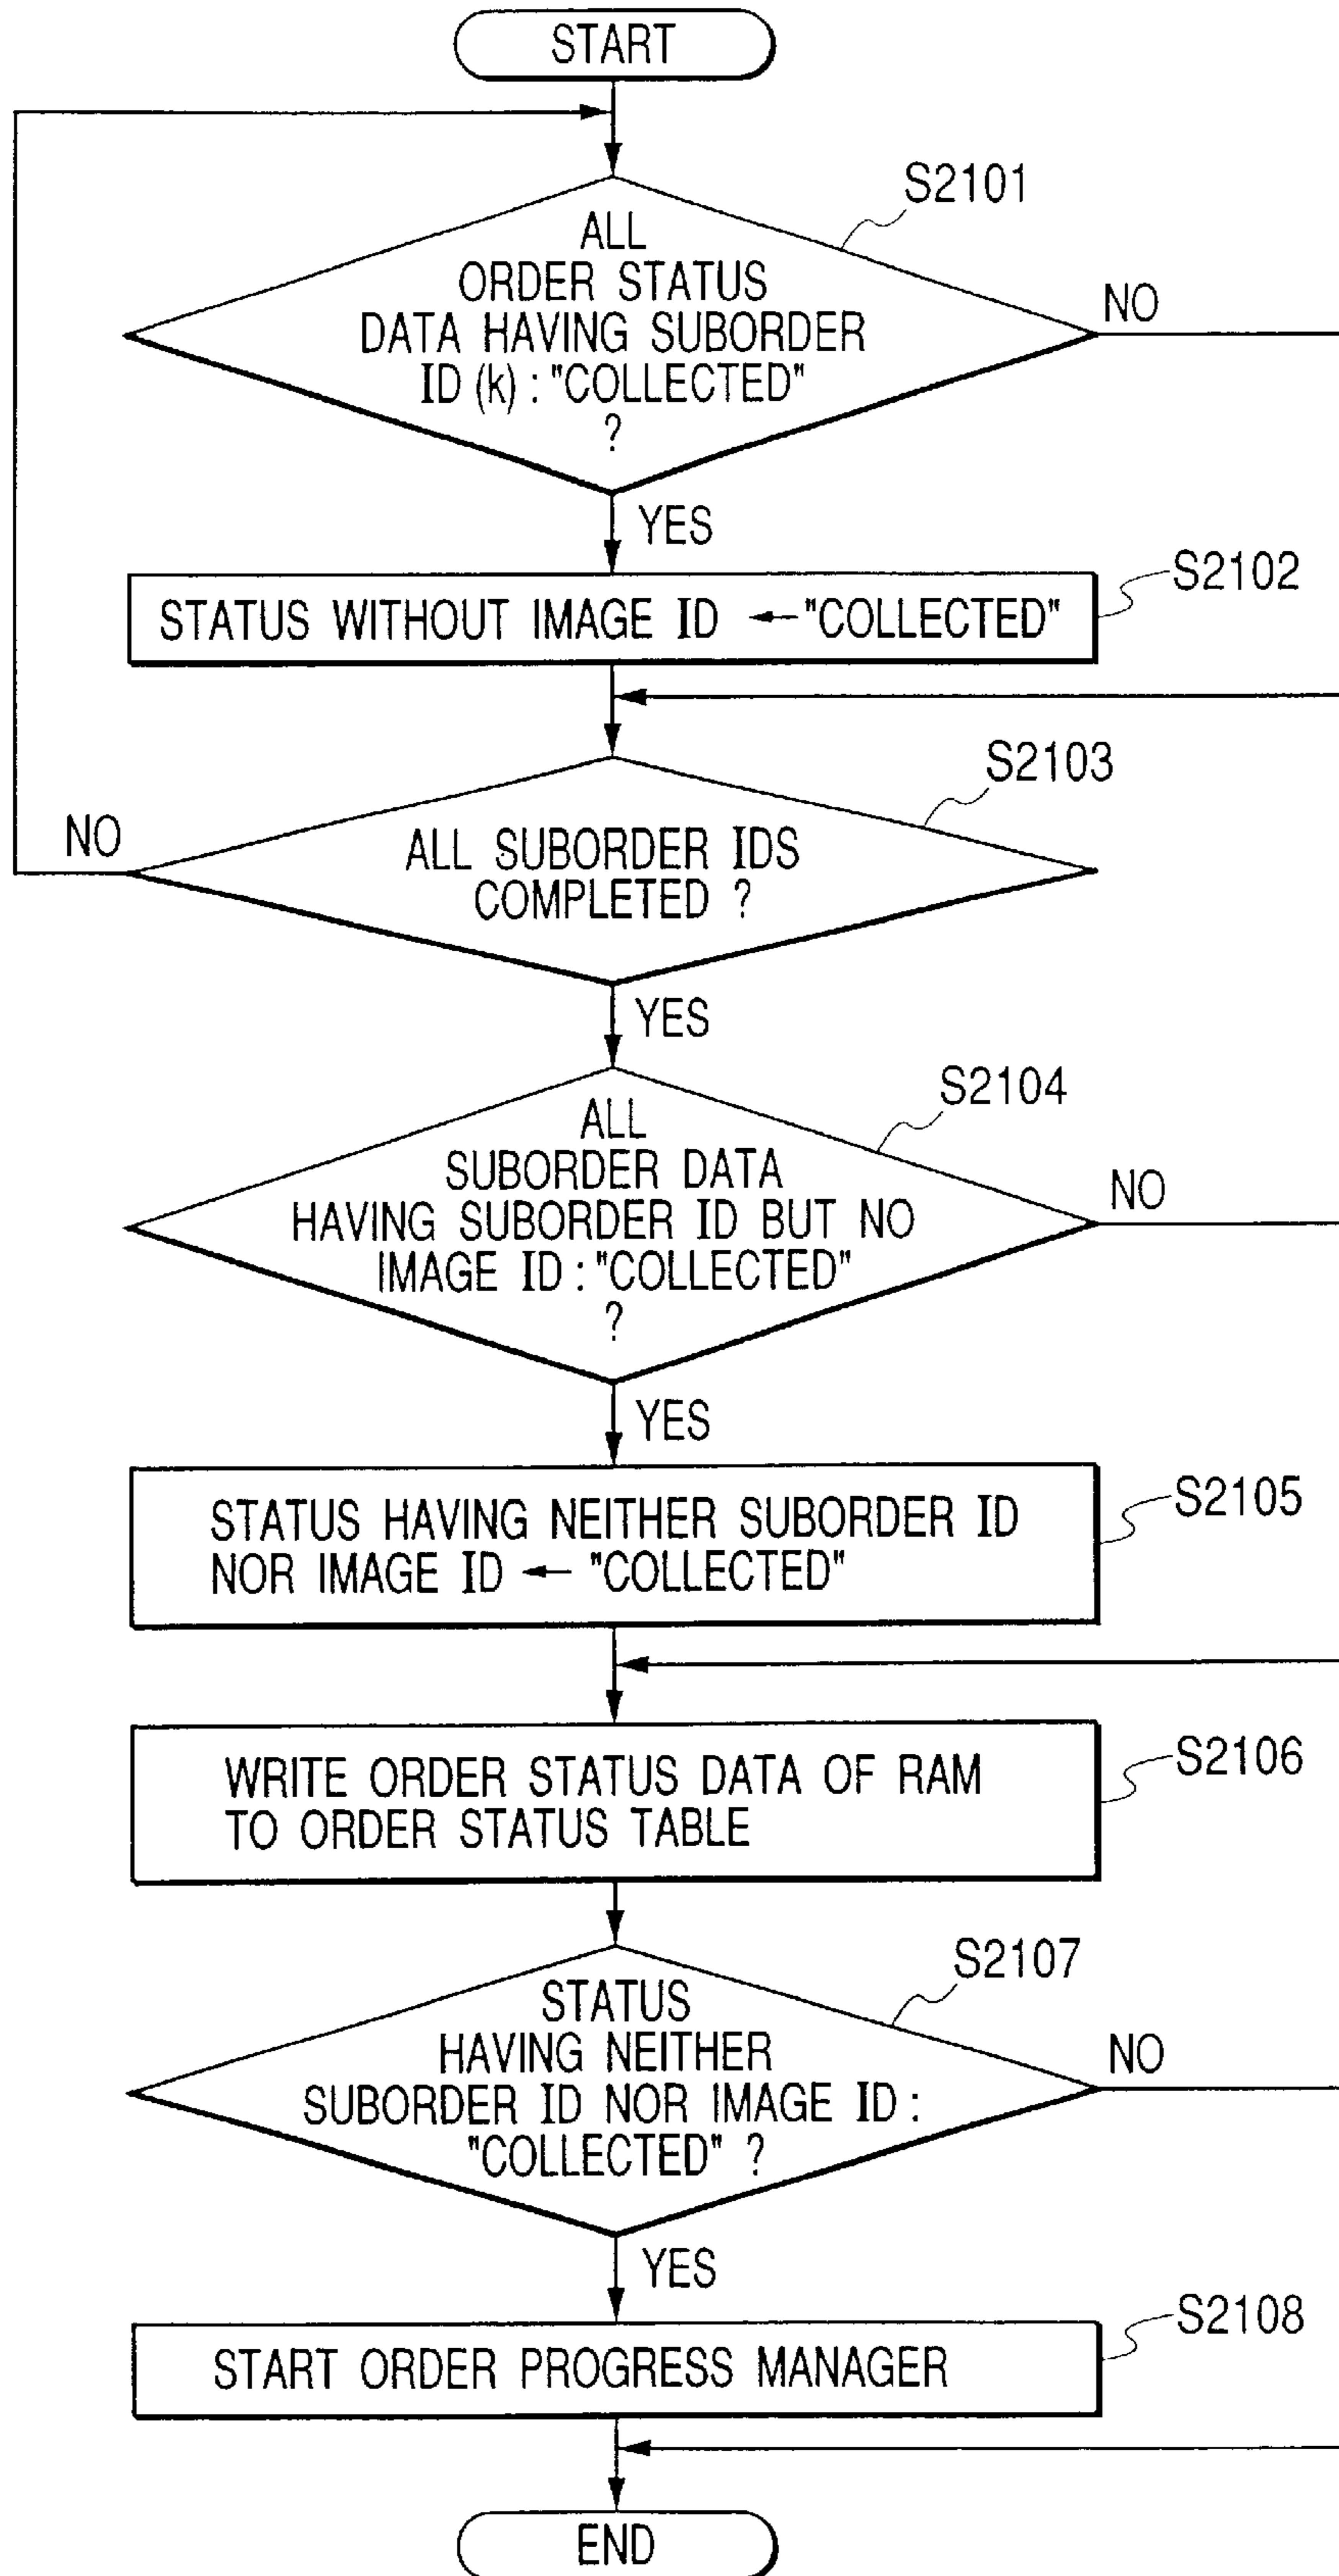 START
S2101
ALL
ORDER STATUS
DATA HAVING SUBORDER
ID (k) : "COLLECTED"
?
NO
YES
S2102
STATUS WITHOUT IMAGE ID ← "COLLECTED"
S2103
NO
ALL SUBORDER IDS
COMPLETED ?
YES
S2104
ALL
SUBORDER DATA
HAVING SUBORDER ID BUT NO
IMAGE ID : "COLLECTED"
?
NO
YES
S2105
STATUS HAVING NEITHER SUBORDER ID
NOR IMAGE ID ← "COLLECTED"
S2106
WRITE ORDER STATUS DATA OF RAM
TO ORDER STATUS TABLE
S2107
STATUS
HAVING NEITHER
SUBORDER ID NOR IMAGE ID :
"COLLECTED" ?
NO
YES
S2108
START ORDER PROGRESS MANAGER
END